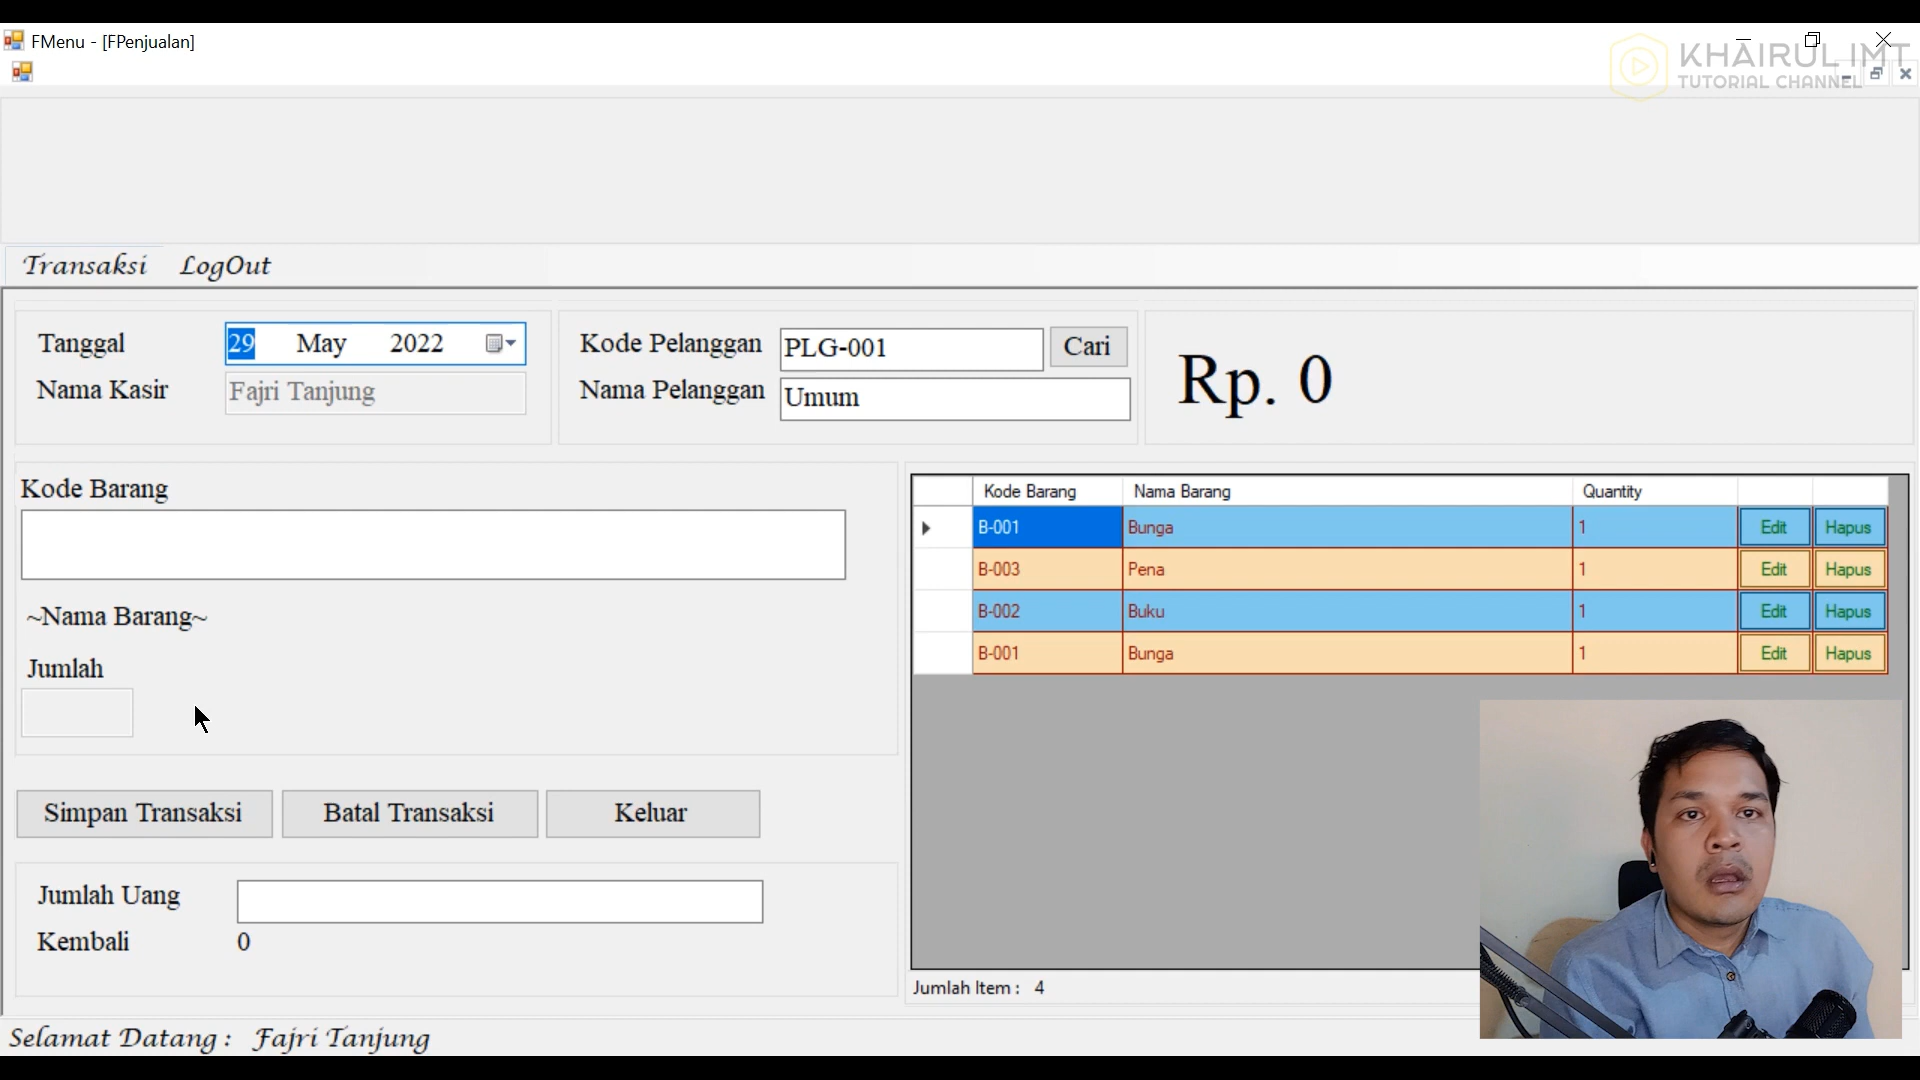 FMenu - [FPenjualan]
KHAIRUL IMT
TUTORIAL CHANNEL
Transaksi LogOut
Tanggal 29 May 2022
Nama Kasir Fajri Tanjung
Kode Pelanggan PLG-001 Cari
Nama Pelanggan Umum
Rp. 0
Kode Barang
~Nama Barang~
Jumlah
Simpan Transaksi Batal Transaksi Keluar
Jumlah Uang
Kembali 0
Kode Barang Nama Barang Quantity
B-001 Bunga 1 Edit Hapus
B-003 Pena 1 Edit Hapus
B-002 Buku 1 Edit Hapus
B-001 Bunga 1 Edit Hapus
Jumlah Item : 4
Selamat Datang : Fajri Tanjung